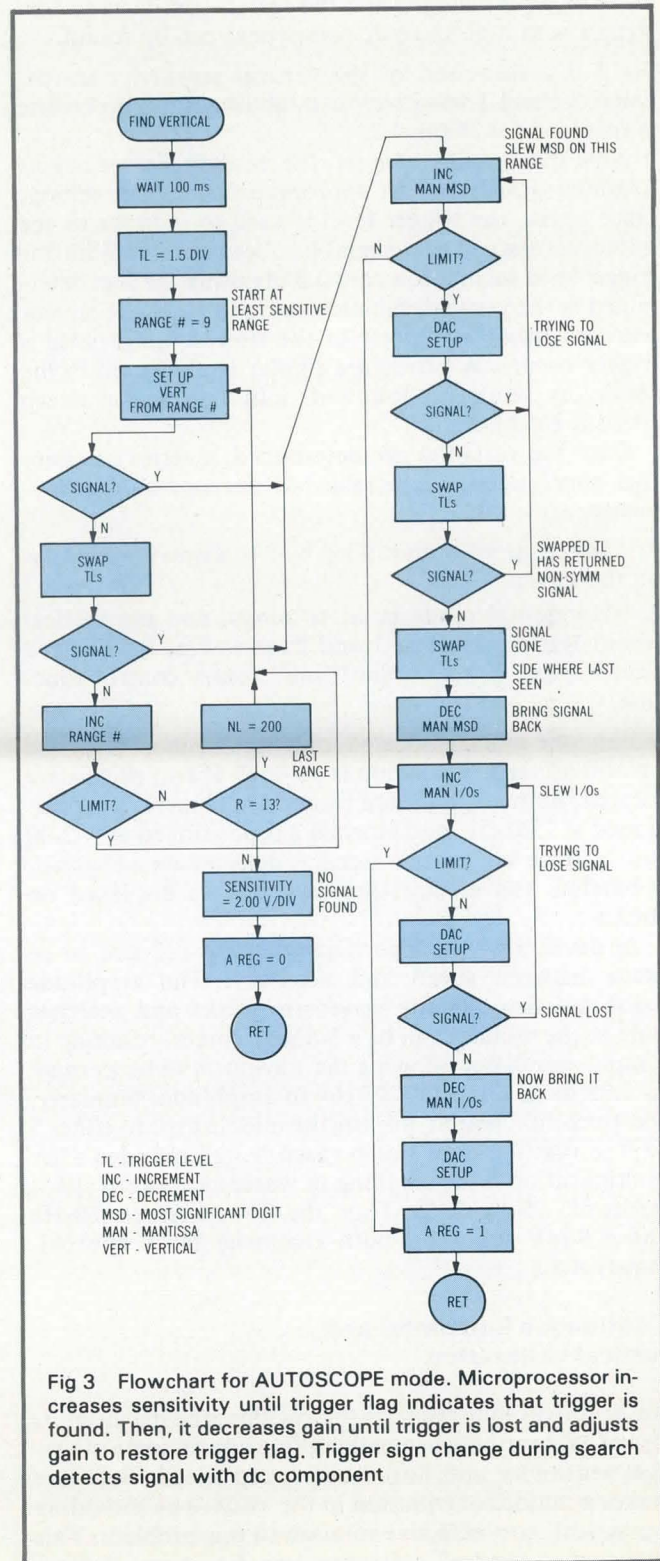 FIND VERTICAL
WAIT 100 ms
TL = 1.5 DIV
RANGE # = 9
START AT
LEAST SENSITIVE
RANGE
SET UP
VERT
FROM RANGE #
SIGNAL?
Y
N
SWAP
TLs
SIGNAL?
Y
N
INC
RANGE #
NL = 200
LAST
RANGE
Y
LIMIT?
N
R = 13?
Y
N
SENSITIVITY
= 2.00 V/DIV
NO
SIGNAL
FOUND
A REG = 0
RET
TL - TRIGGER LEVEL
INC - INCREMENT
DEC - DECREMENT
MSD - MOST SIGNIFICANT DIGIT
MAN - MANTISSA
VERT - VERTICAL
SIGNAL FOUND
SLEW MSD ON THIS
RANGE
INC
MAN MSD
N
LIMIT?
Y
DAC
SETUP
TRYING TO
LOSE SIGNAL
SIGNAL?
Y
N
SWAP
TLs
SIGNAL?
Y
SWAPPED TL
HAS RETURNED
NON-SYMM
SIGNAL
N
SWAP
TLs
SIGNAL
GONE
SIDE WHERE LAST
SEEN
DEC
MAN MSD
BRING SIGNAL
BACK
INC
MAN I/Os
SLEW I/Os
Y
LIMIT?
TRYING TO
LOSE SIGNAL
N
DAC
SETUP
SIGNAL?
Y
SIGNAL LOST
N
DEC
MAN I/Os
NOW BRING IT
BACK
DAC
SETUP
A REG = 1
RET
Fig 3 Flowchart for AUTOSCOPE mode. Microprocessor in-
creases sensitivity until trigger flag indicates that trigger is
found. Then, it decreases gain until trigger is lost and adjusts
gain to restore trigger flag. Trigger sign change during search
detects signal with dc component